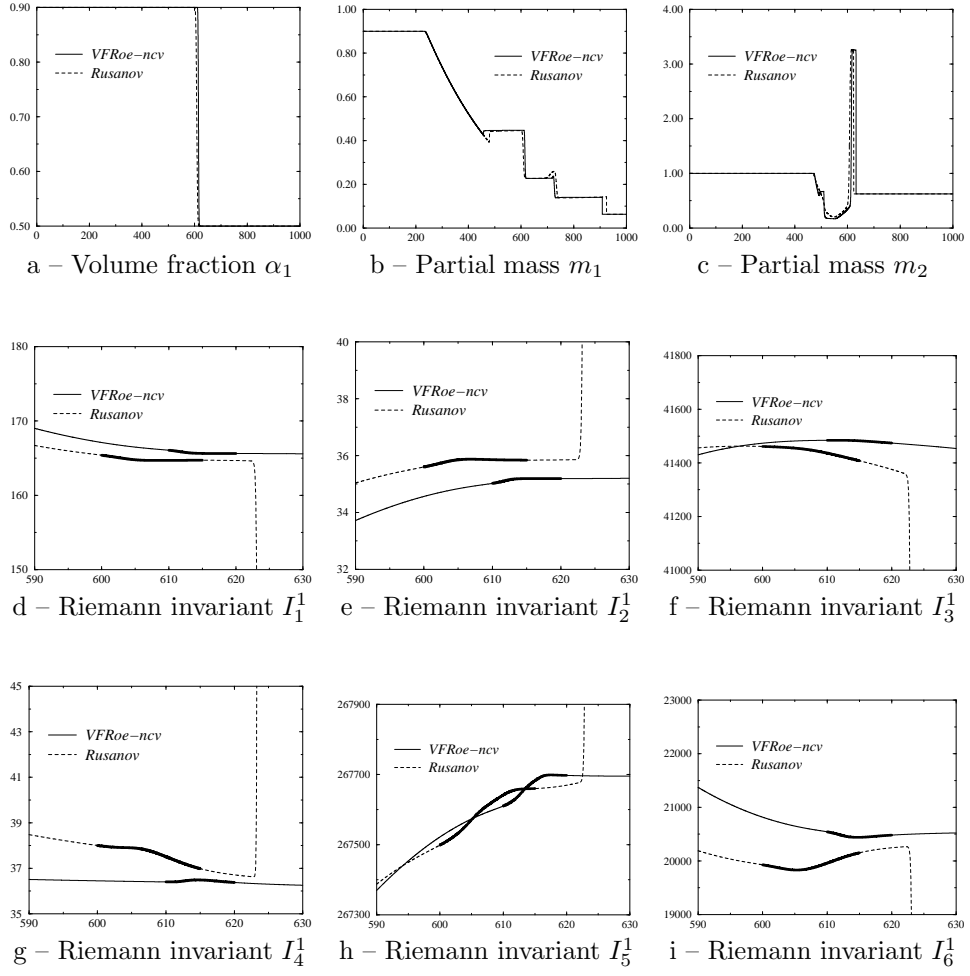 0.90
0.80
0.70
0.60
0.50
0 200 400 600 800 1000
VFRoe−ncv
Rusanov
a – Volume fraction α₁
1.00
0.80
0.60
0.40
0.20
0.00
0 200 400 600 800 1000
VFRoe−ncv
Rusanov
b – Partial mass m₁
4.00
3.00
2.00
1.00
0.00
0 200 400 600 800 1000
VFRoe−ncv
Rusanov
c – Partial mass m₂
180
170
160
150
590 600 610 620 630
VFRoe−ncv
Rusanov
d – Riemann invariant I₁¹
40
38
36
34
32
590 600 610 620 630
VFRoe−ncv
Rusanov
e – Riemann invariant I₂¹
41800
41600
41400
41200
41000
590 600 610 620 630
VFRoe−ncv
Rusanov
f – Riemann invariant I₃¹
45
43
41
39
37
35
590 600 610 620 630
VFRoe−ncv
Rusanov
g – Riemann invariant I₄¹
267900
267700
267500
267300
590 600 610 620 630
VFRoe−ncv
Rusanov
h – Riemann invariant I₅¹
23000
22000
21000
20000
19000
590 600 610 620 630
VFRoe−ncv
Rusanov
i – Riemann invariant I₆¹